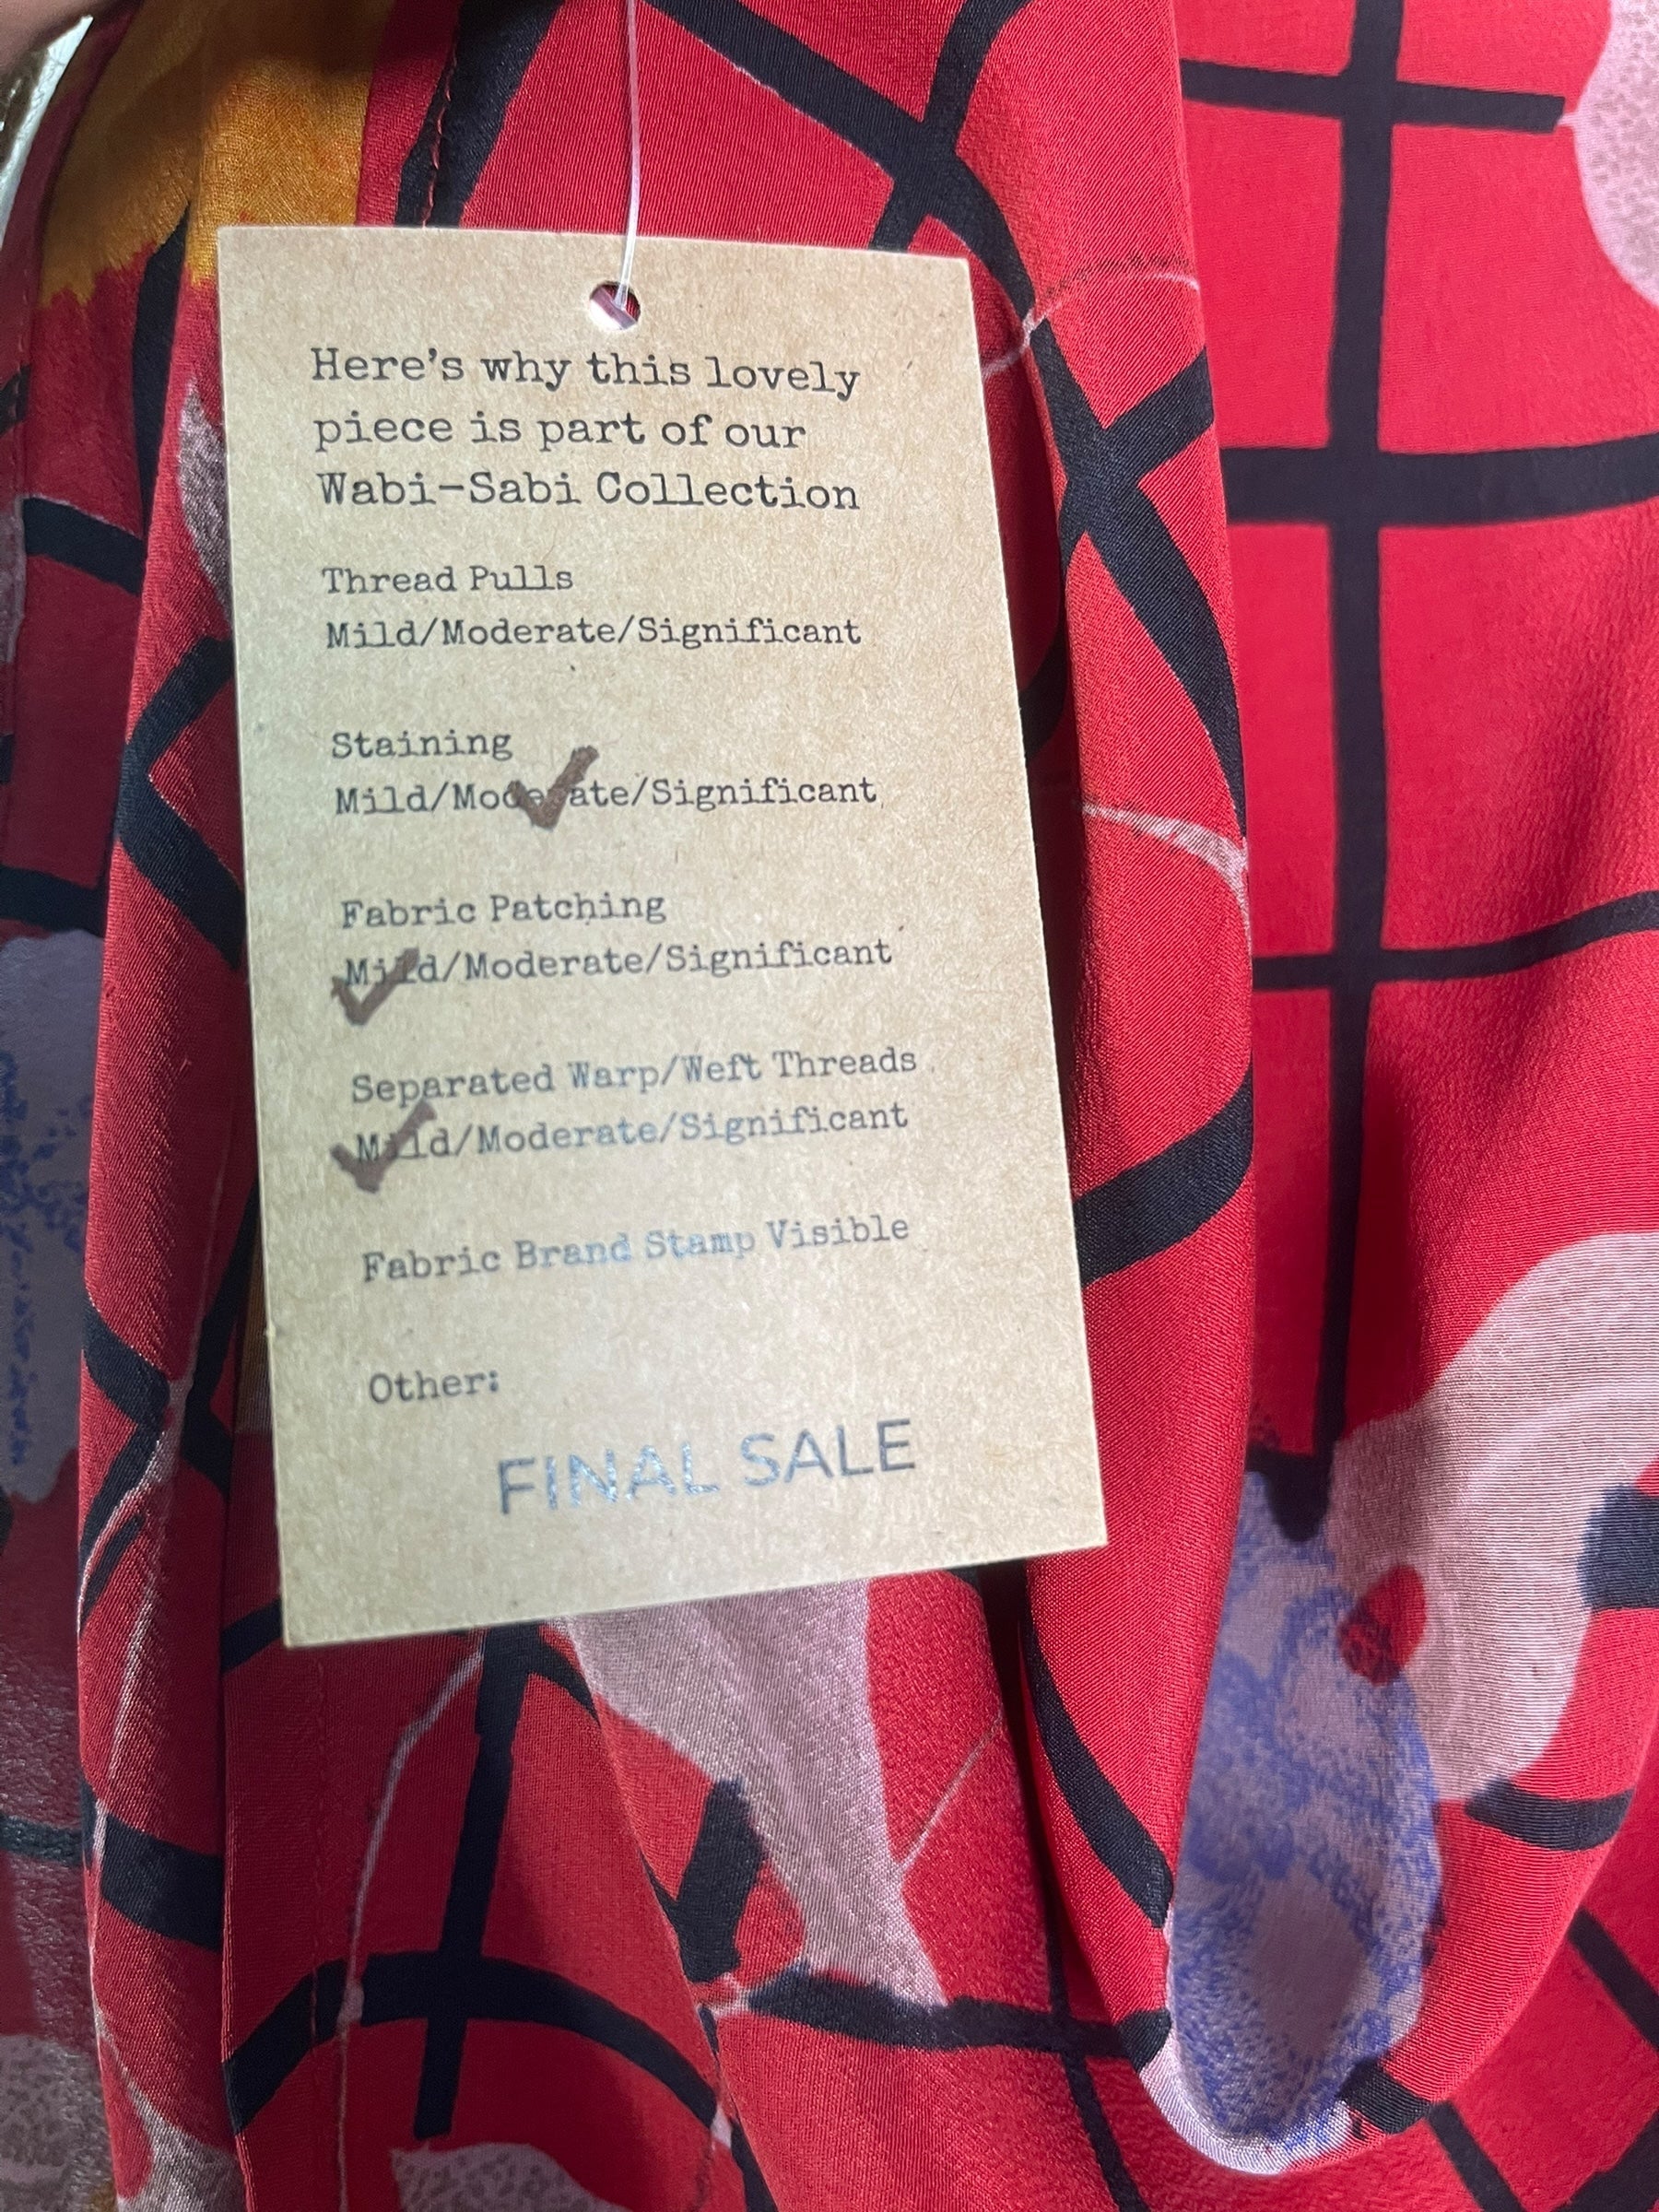 Here's why this lovely
piece is part of our
Wabi-Sabi Collection
Thread Pulls
Mild/Moderate/Significant
Staining
Mild/Moderate/Significant
Fabric Patching
Mild/Moderate/Significant
Separated Warp/Weft Threads
Mild/Moderate/Significant
Fabric Brand Stamp Visible
Other:
FINAL SALE